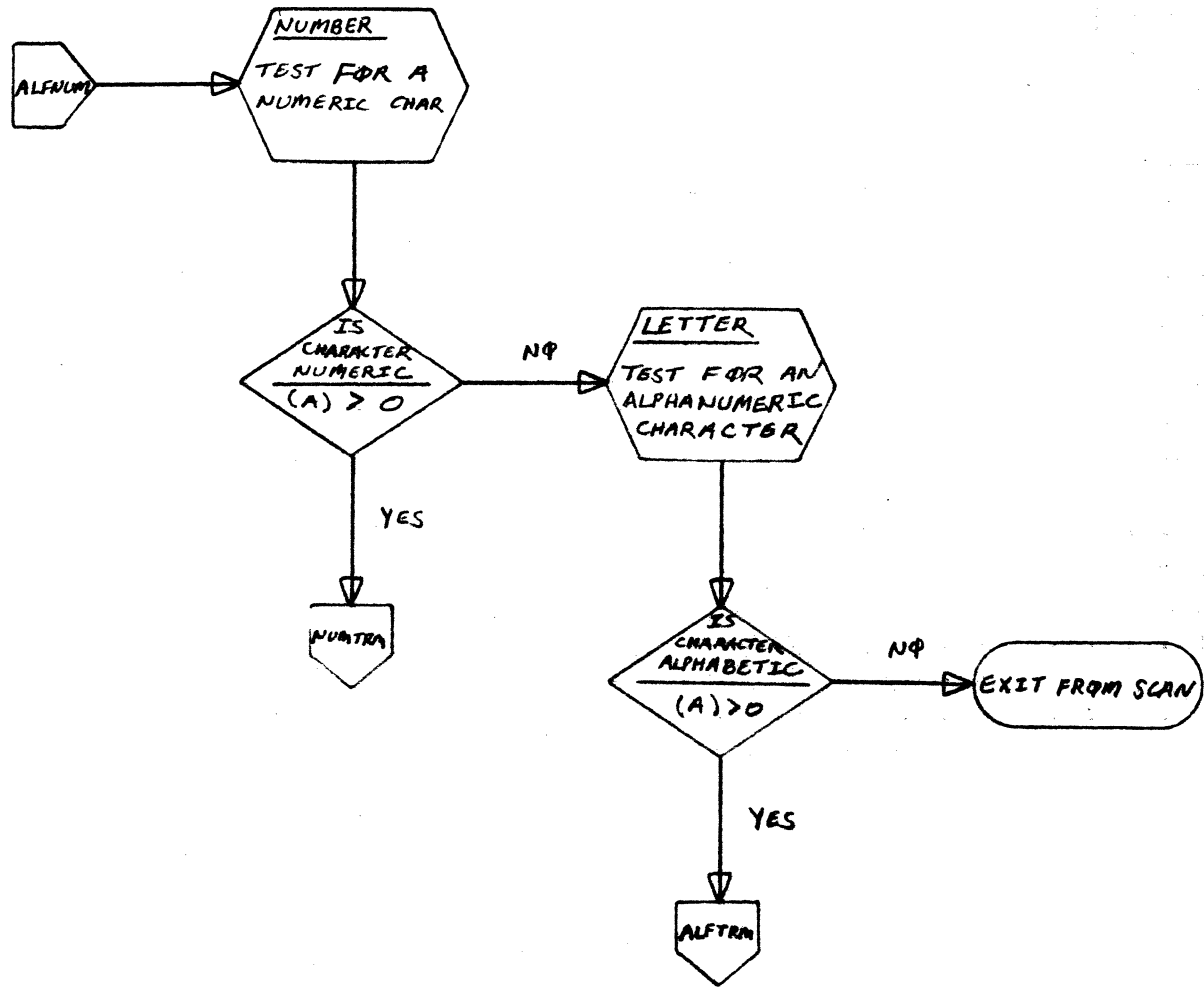 ALFNUM
NUMBER
TEST FØR A
NUMERIC CHAR
IS
CHARACTER
NUMERIC
(A) > 0
NØ
YES
NUMTRM
LETTER
TEST FØR AN
ALPHANUMERIC
CHARACTER
IS
CHARACTER
ALPHABETIC
(A) > 0
NØ
EXIT FRØM SCAN
YES
ALFTRM